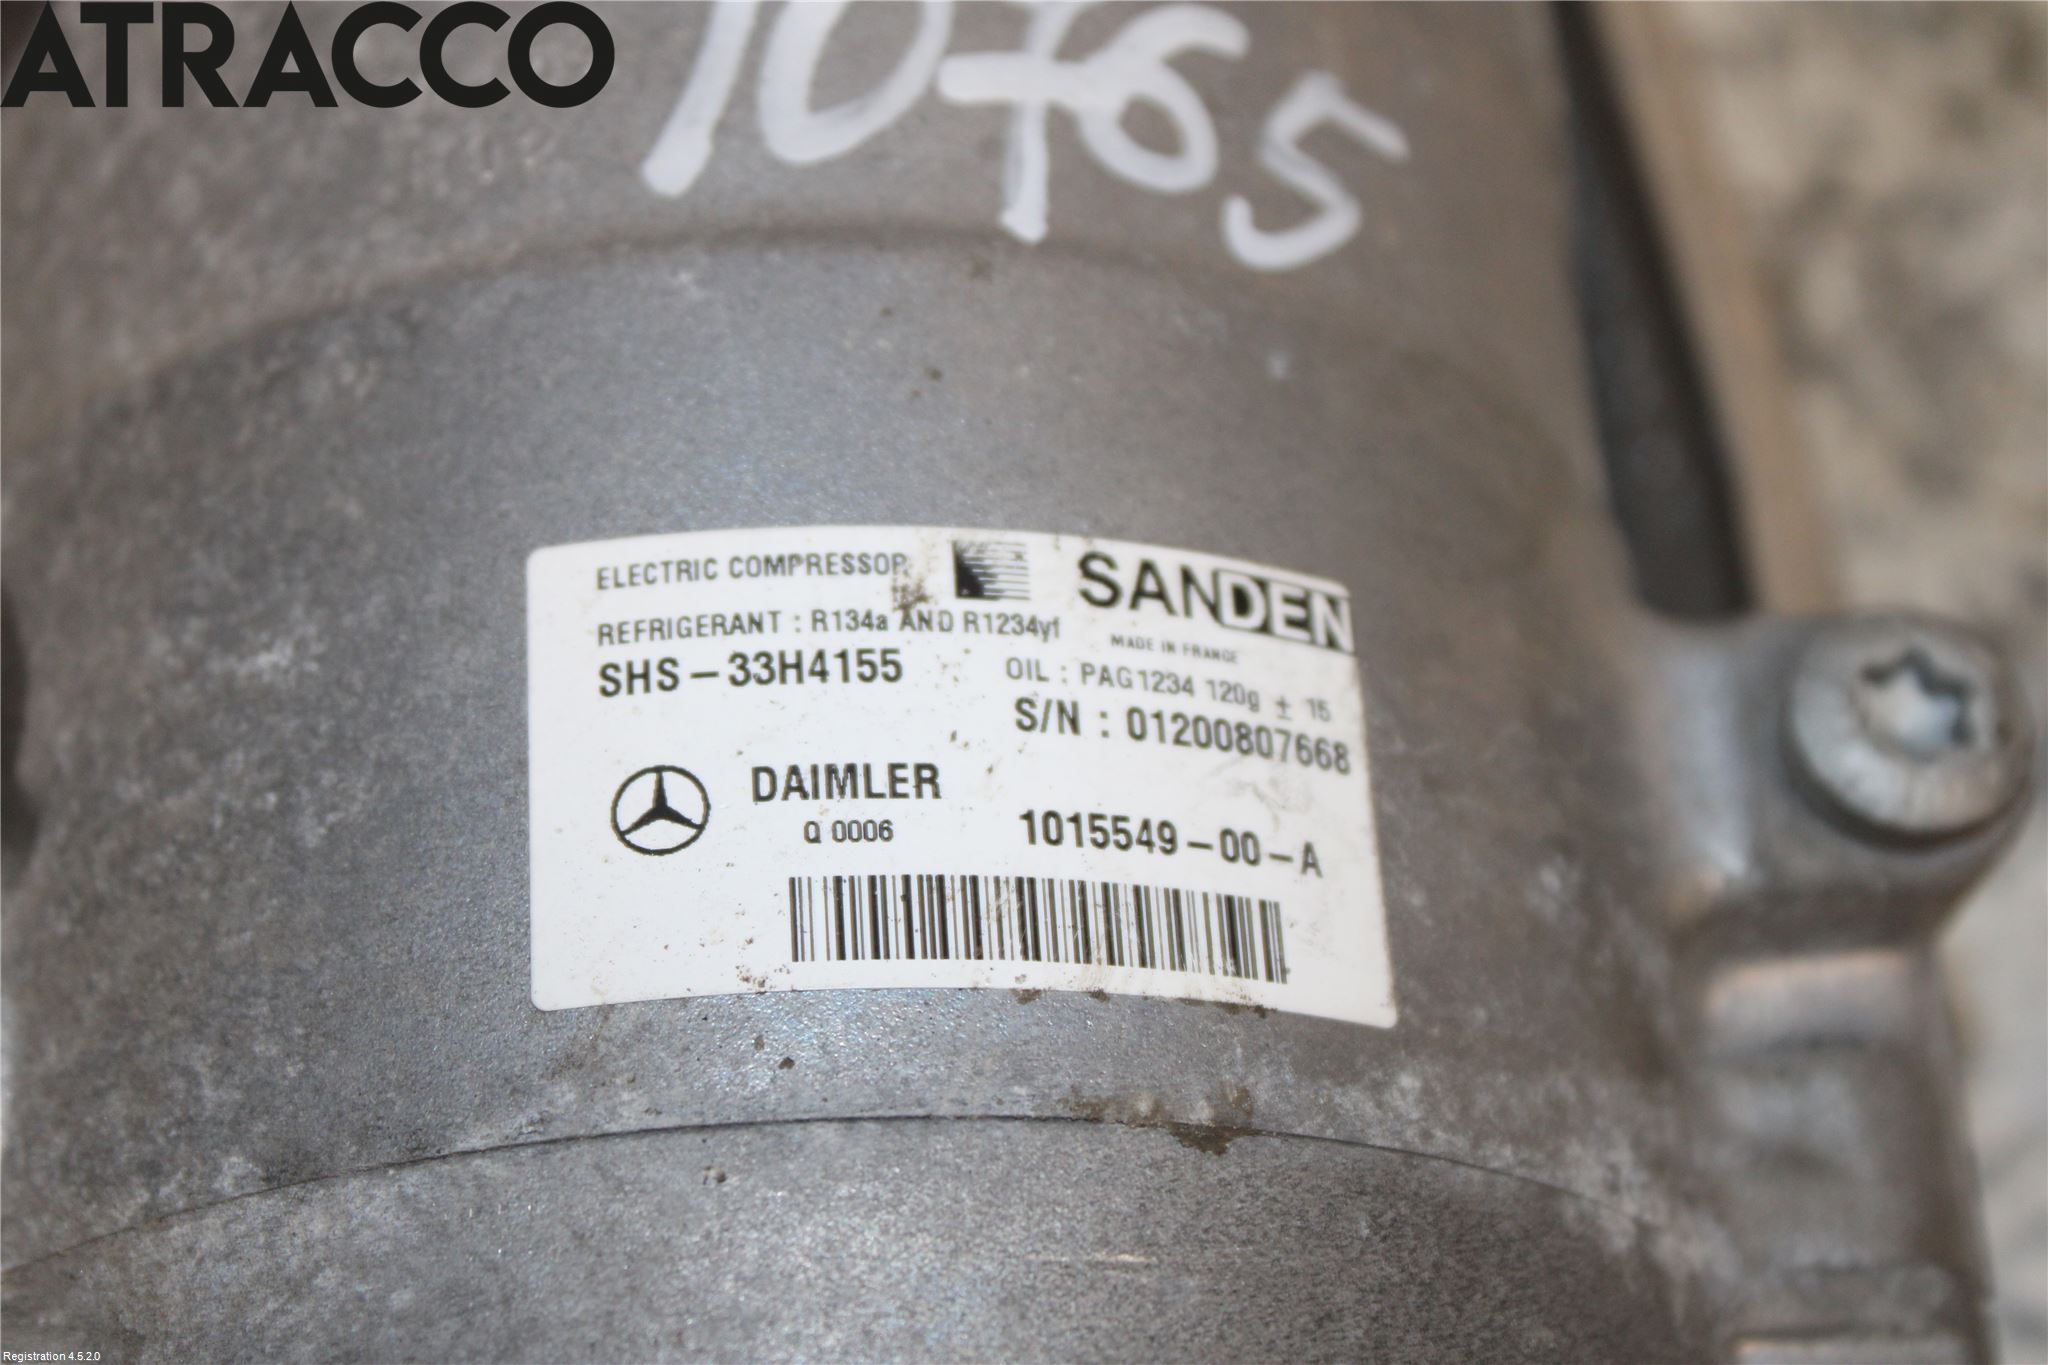 ATRACCO
10765
ELECTRIC COMPRESSOR
SANDEN
REFRIGERANT : R134a AND R1234yf
MADE IN FRANCE
SHS-33H4155
OIL : PAG1234 120g ± 15
S/N : 01200807668
DAIMLER
Q 0006
1015549-00-A
Registration 4.5.2.0